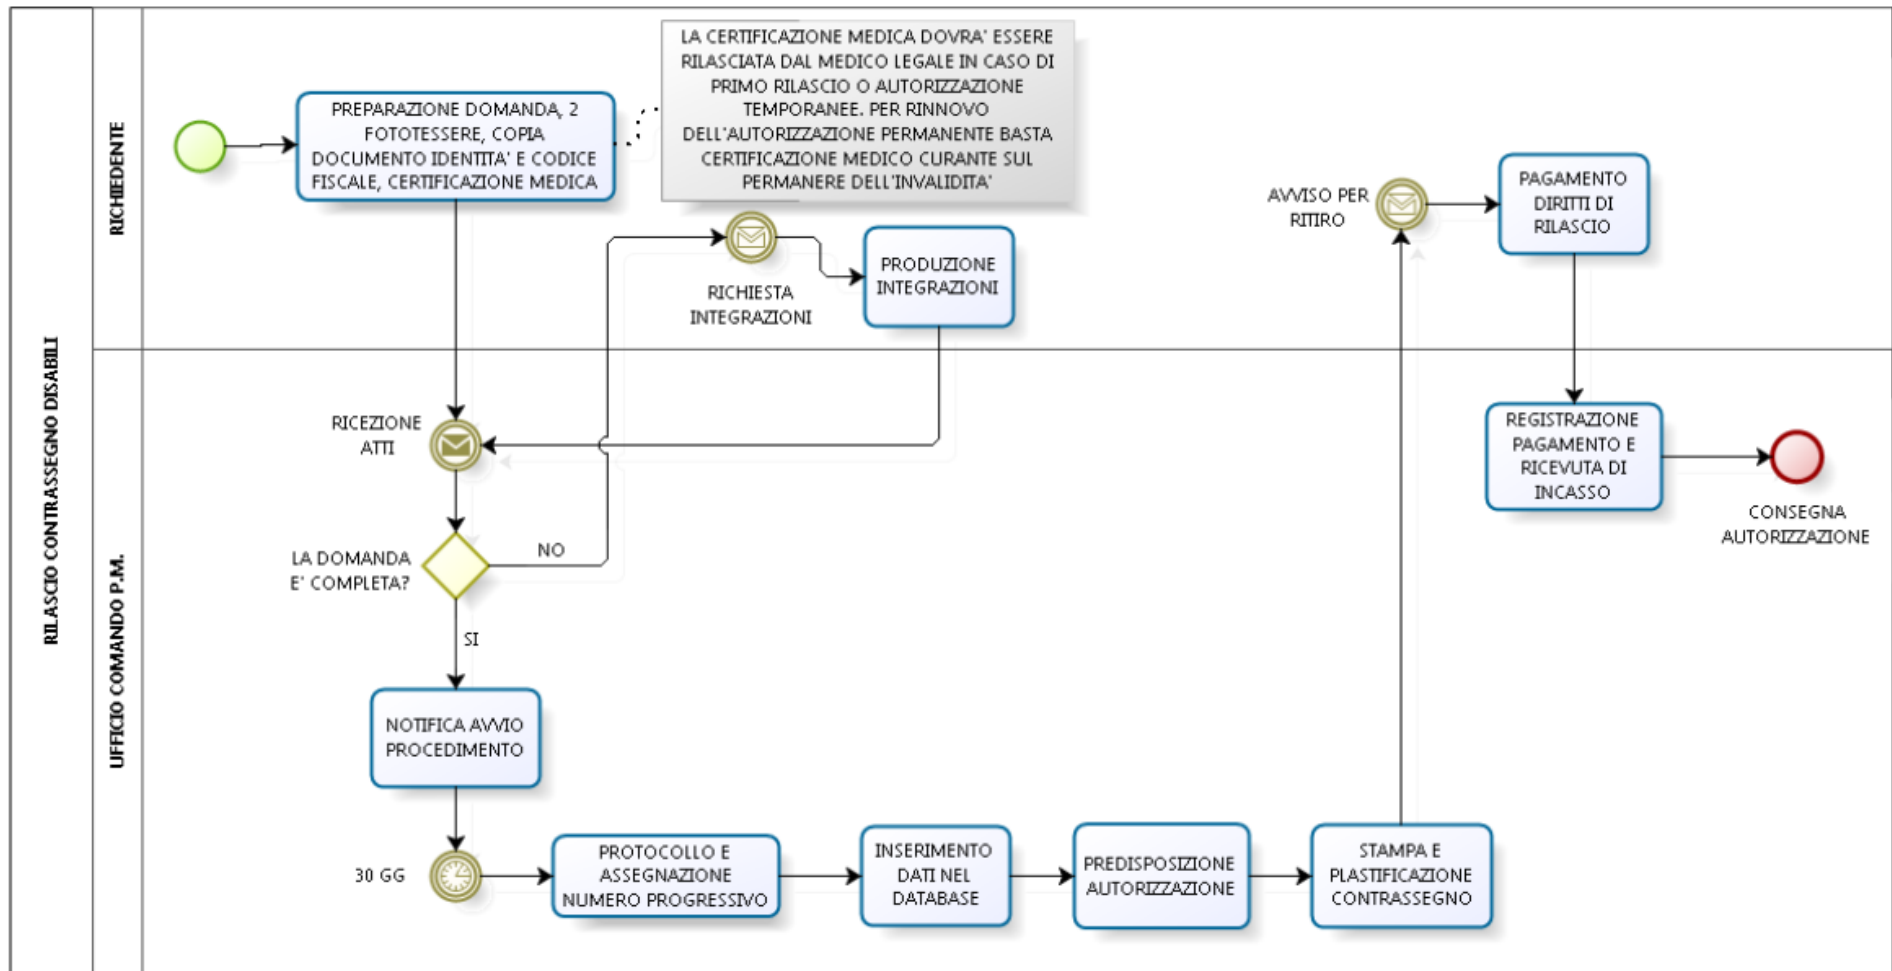 RILASCIO CONTRASSEGNO DISABILI
RICHIEDENTE
PREPARAZIONE DOMANDA, 2
FOTOTESSERE, COPIA
DOCUMENTO IDENTITA' E CODICE
FISCALE, CERTIFICAZIONE MEDICA
LA CERTIFICAZIONE MEDICA DOVRA' ESSERE
RILASCIATA DAL MEDICO LEGALE IN CASO DI
PRIMO RILASCIO O AUTORIZZAZIONE
TEMPORANEE. PER RINNOVO
DELL'AUTORIZZAZIONE PERMANENTE BASTA
CERTIFICAZIONE MEDICO CURANTE SUL
PERMANERE DELL'INVALIDITA'
RICHIESTA
INTEGRAZIONI
PRODUZIONE
INTEGRAZIONI
AVVISO PER
RITIRO
PAGAMENTO
DIRITTI DI
RILASCIO
UFFICIO COMANDO P.M.
RICEZIONE
ATTI
LA DOMANDA
E' COMPLETA?
NO
SI
NOTIFICA AVVIO
PROCEDIMENTO
30 GG
PROTOCOLLO E
ASSEGNAZIONE
NUMERO PROGRESSIVO
INSERIMENTO
DATI NEL
DATABASE
PREDISPOSIZIONE
AUTORIZZAZIONE
STAMPA E
PLASTIFICAZIONE
CONTRASSEGNO
REGISTRAZIONE
PAGAMENTO E
RICEVUTA DI
INCASSO
CONSEGNA
AUTORIZZAZIONE